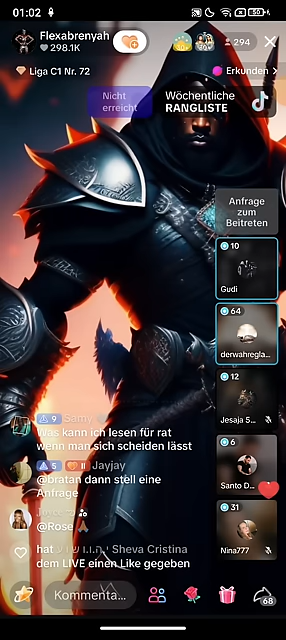 01:02
50
Flexabrenyah
298.1K
294
Liga C1 Nr. 72
Erkunden
Nicht
erreicht
Wöchentliche
RANGLISTE
Anfrage
zum
Beitreten
10
Gudi
64
derwahregla...
12
Jesaja 5...
6
Santo D...
31
Nina777
9 Samy
Was kann ich lesen für rat
wenn man sich scheiden lässt
5 11 Jayjay
@bratan dann stell eine
Anfrage
@Rose
hat Sheva Cristina
dem LIVE einen Like gegeben
Kommenta...
68